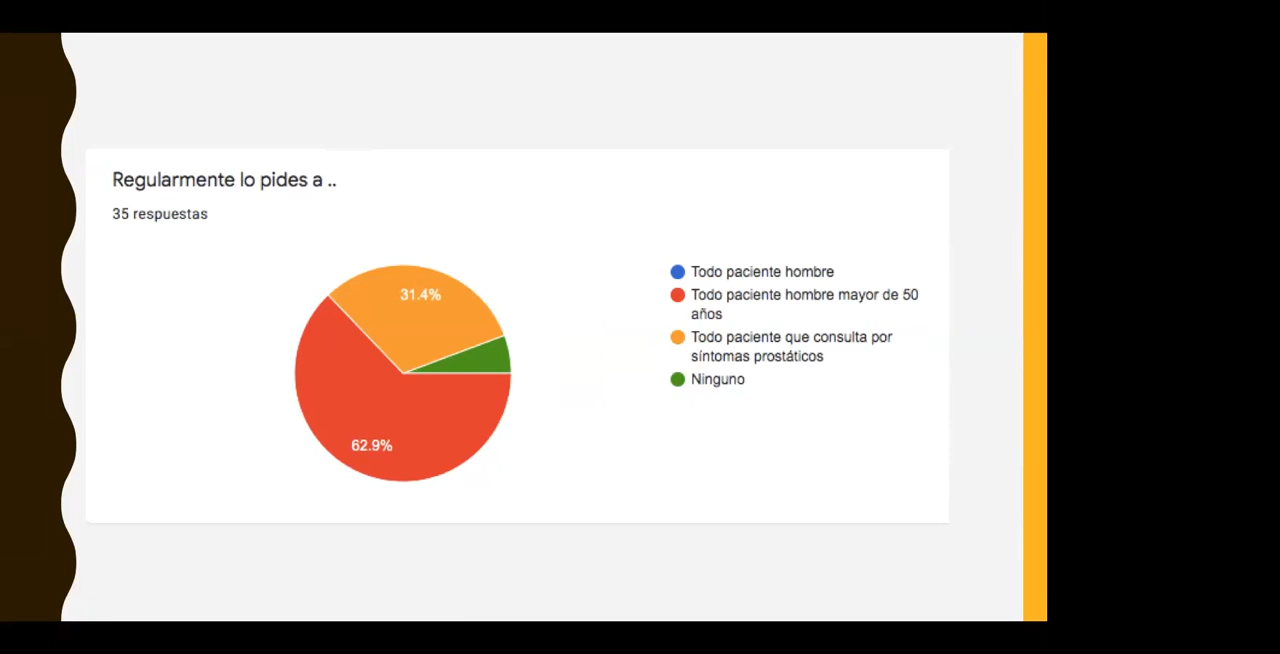 Regularmente lo pides a ..
35 respuestas
31.4%
62.9%
Todo paciente hombre
Todo paciente hombre mayor de 50
años
Todo paciente que consulta por
síntomas prostáticos
Ninguno